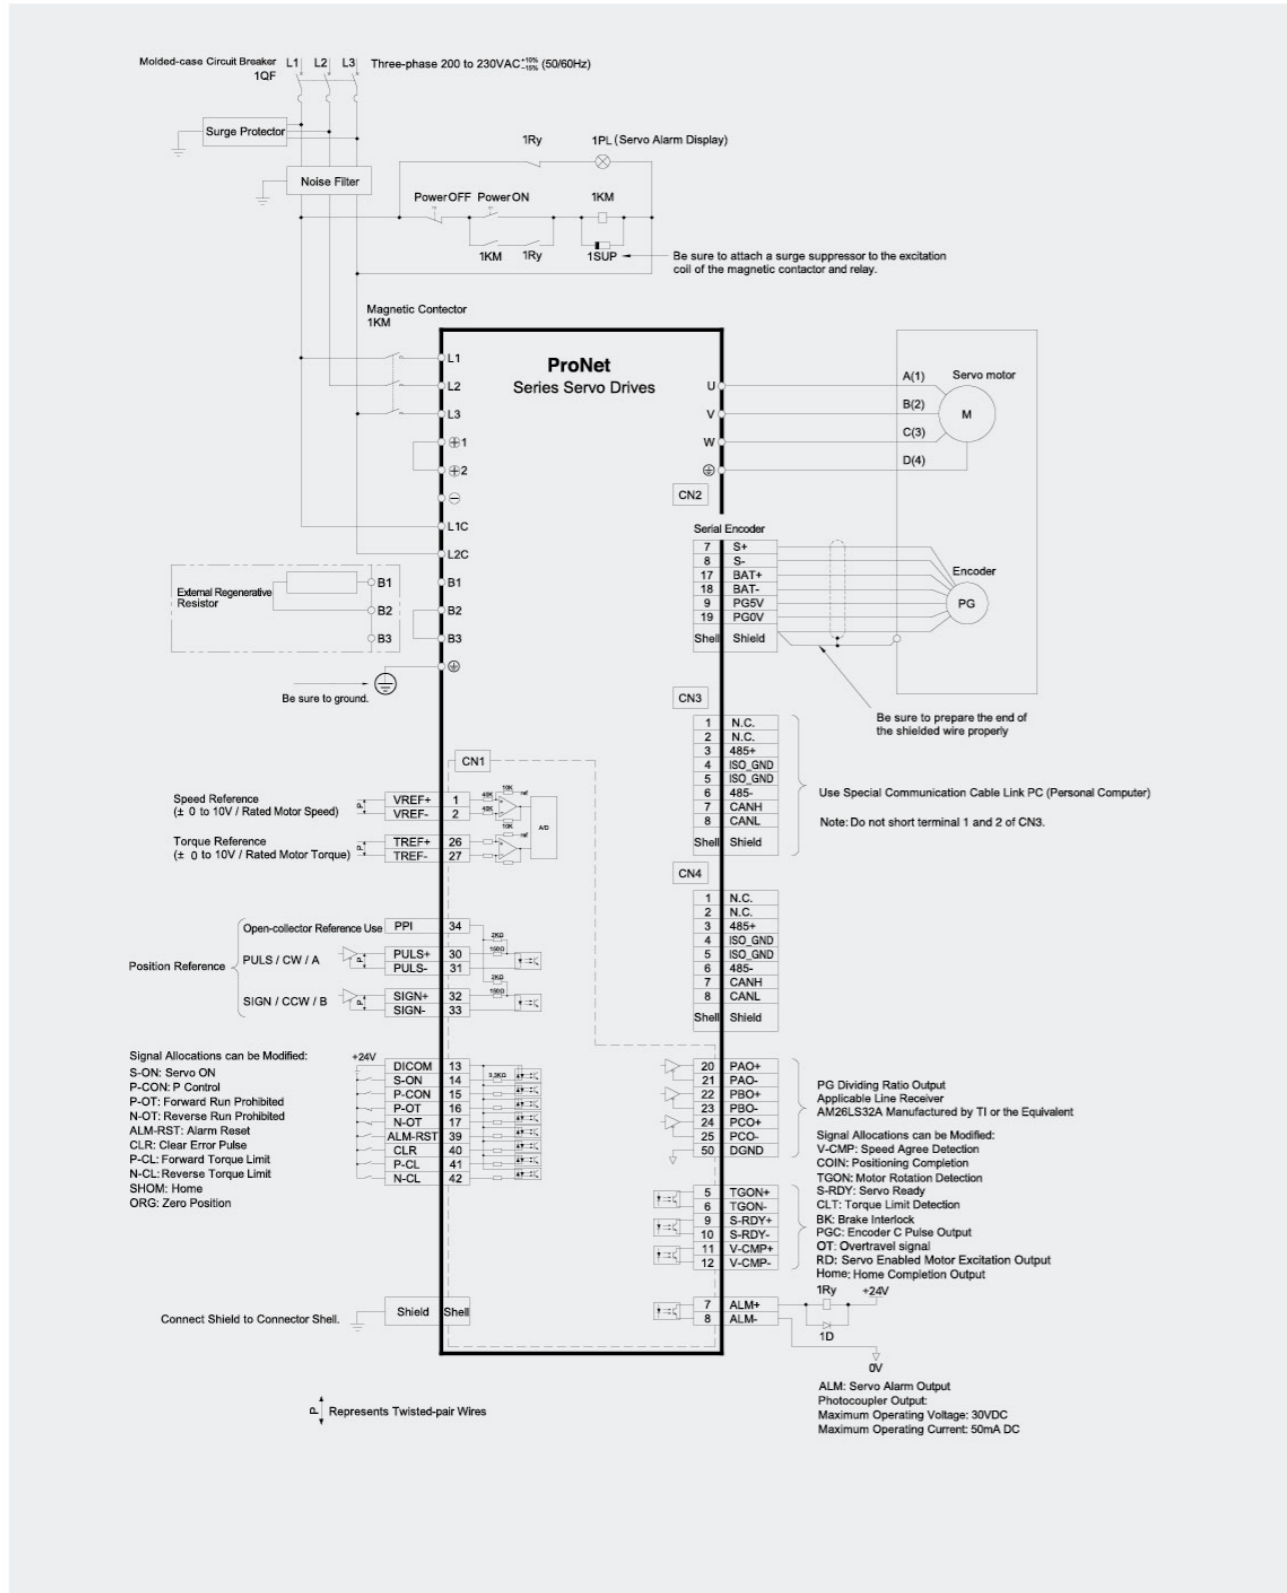 Molded-case Circuit Breaker
1QF
L1 L2 L3 Three-phase 200 to 230VAC +10% -15% (50/60Hz)
Surge Protector
Noise Filter
1Ry 1PL (Servo Alarm Display)
Power OFF Power ON 1KM
1KM 1Ry 1SUP
Be sure to attach a surge suppressor to the excitation
coil of the magnetic contactor and relay.
Magnetic Contector
1KM
ProNet
Series Servo Drives
L1
L2
L3
⊕1
⊕2
⊖
L1C
L2C
B1
B2
B3
External Regenerative
Resistor
B1
B2
B3
Be sure to ground.
U
V
W
A(1)
B(2)
C(3)
D(4)
Servo motor
M
CN2
Serial Encoder
7 S+
8 S-
17 BAT+
18 BAT-
9 PG5V
19 PG0V
Shell Shield
Encoder
PG
Be sure to prepare the end of
the shielded wire properly
CN3
1 N.C.
2 N.C.
3 485+
4 ISO_GND
5 ISO_GND
6 485-
7 CANH
8 CANL
Shell Shield
Use Special Communication Cable Link PC (Personal Computer)
Note: Do not short terminal 1 and 2 of CN3.
CN4
1 N.C.
2 N.C.
3 485+
4 ISO_GND
5 ISO_GND
6 485-
7 CANH
8 CANL
Shell Shield
CN1
Speed Reference
(± 0 to 10V / Rated Motor Speed)
P
VREF+ 1
VREF- 2
40K
40K
10K
10K
ref
A/D
Torque Reference
(± 0 to 10V / Rated Motor Torque)
P
TREF+ 26
TREF- 27
ref
Position Reference
Open-collector Reference Use PPI 34
PULS / CW / A
P
PULS+ 30
PULS- 31
2KΩ
150Ω
SIGN / CCW / B
P
SIGN+ 32
SIGN- 33
2KΩ
150Ω
Signal Allocations can be Modified:
S-ON: Servo ON
P-CON: P Control
P-OT: Forward Run Prohibited
N-OT: Reverse Run Prohibited
ALM-RST: Alarm Reset
CLR: Clear Error Pulse
P-CL: Forward Torque Limit
N-CL: Reverse Torque Limit
SHOM: Home
ORG: Zero Position
+24V
DICOM 13
S-ON 14
P-CON 15
P-OT 16
N-OT 17
ALM-RST 39
CLR 40
P-CL 41
N-CL 42
3.3KΩ
20 PAO+
21 PAO-
22 PBO+
23 PBO-
24 PCO+
25 PCO-
50 DGND
PG Dividing Ratio Output
Applicable Line Receiver
AM26LS32A Manufactured by TI or the Equivalent
Signal Allocations can be Modified:
V-CMP: Speed Agree Detection
COIN: Positioning Completion
TGON: Motor Rotation Detection
S-RDY: Servo Ready
CLT: Torque Limit Detection
BK: Brake Interlock
PGC: Encoder C Pulse Output
OT: Overtravel signal
RD: Servo Enabled Motor Excitation Output
Home: Home Completion Output
5 TGON+
6 TGON-
9 S-RDY+
10 S-RDY-
11 V-CMP+
12 V-CMP-
7 ALM+
8 ALM-
1Ry +24V
1D
0V
Connect Shield to Connector Shell.
Shield Shell
ALM: Servo Alarm Output
Photocoupler Output:
Maximum Operating Voltage: 30VDC
Maximum Operating Current: 50mA DC
P Represents Twisted-pair Wires